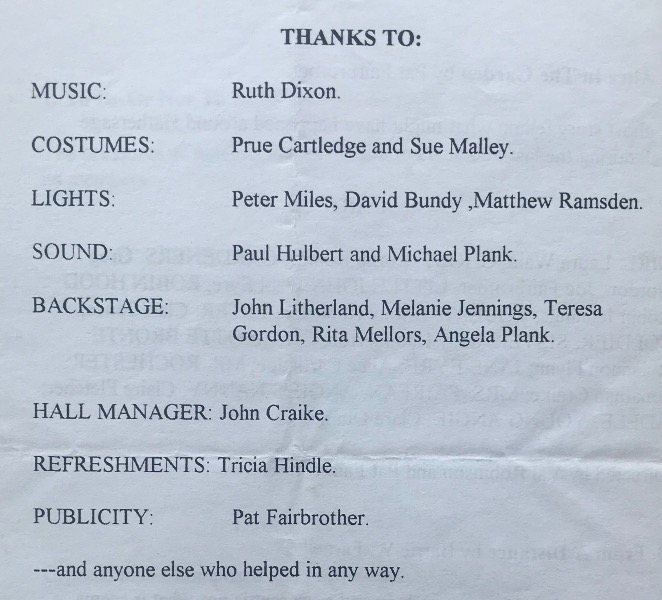 THANKS TO:
MUSIC: Ruth Dixon.
COSTUMES: Prue Cartledge and Sue Malley.
LIGHTS: Peter Miles, David Bundy ,Matthew Ramsden.
SOUND: Paul Hulbert and Michael Plank.
BACKSTAGE: John Litherland, Melanie Jennings, Teresa
Gordon, Rita Mellors, Angela Plank.
HALL MANAGER: John Craike.
REFRESHMENTS: Tricia Hindle.
PUBLICITY: Pat Fairbrother.
---and anyone else who helped in any way.